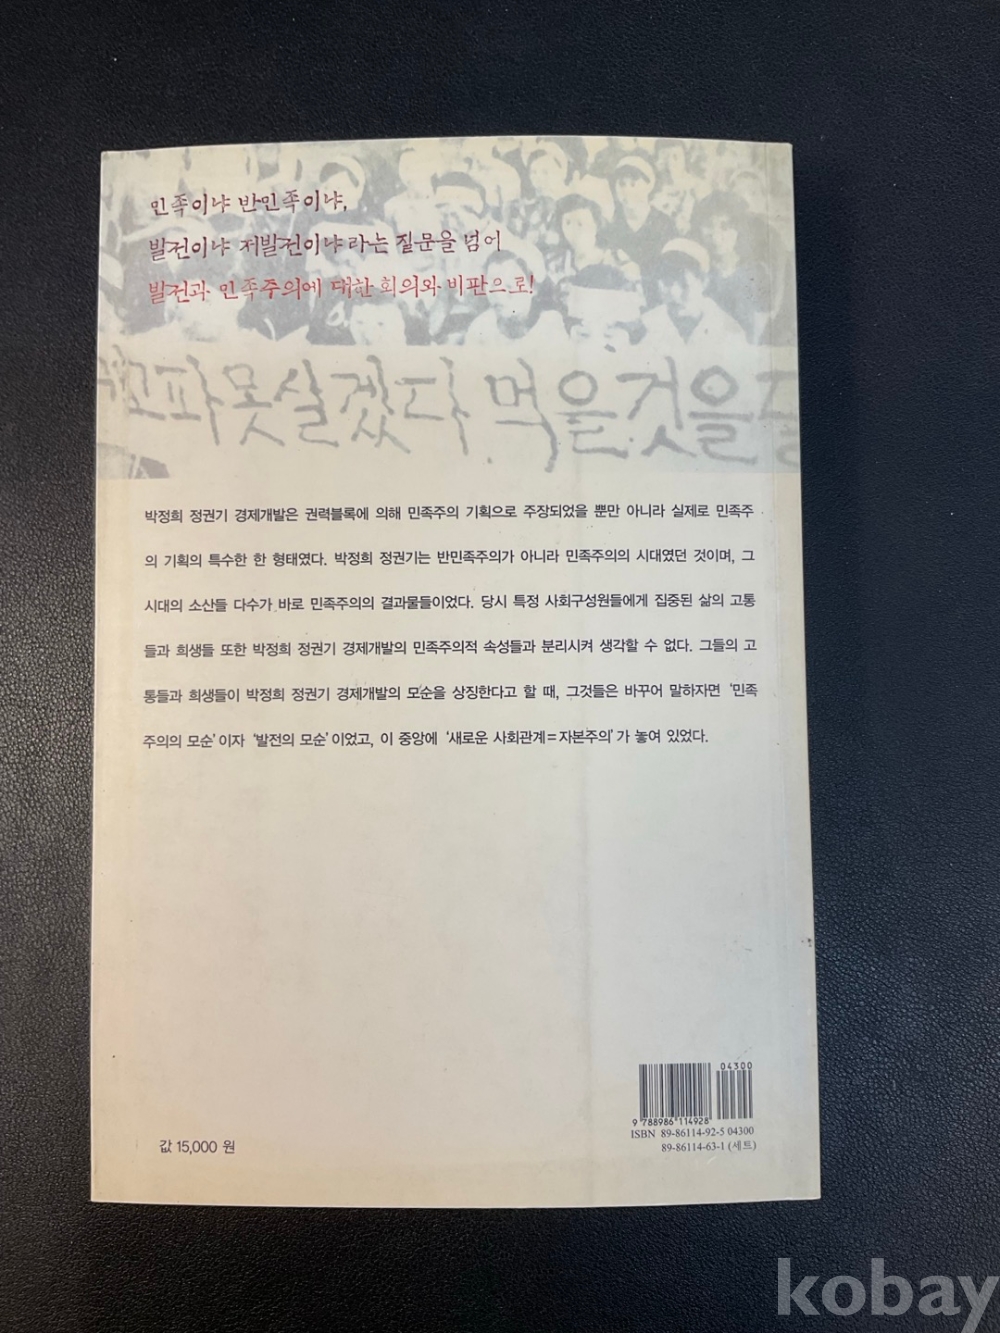 민족이냐 반민족이냐,
발전이냐 저발전이냐라는 질문을 넘어
발전과 민족주의에 대한 회의와 비판으로!
고파못살겠다 먹을것을
박정희 정권기 경제개발은 권력블록에 의해 민족주의 기획으로 주장되었을 뿐만 아니라 실제로 민족주
의 기획의 특수한 한 형태였다. 박정희 정권기는 반민족주의가 아니라 민족주의의 시대였던 것이며, 그
시대의 소산들 다수가 바로 민족주의의 결과물들이었다. 당시 특정 사회구성원들에게 집중된 삶의 고통
들과 희생들 또한 박정희 정권기 경제개발의 민족주의적 속성들과 분리시켜 생각할 수 없다. 그들의 고
통들과 희생들이 박정희 정권기 경제개발의 모순을 상징한다고 할 때, 그것들은 바꾸어 말하자면 '민족
주의의 모순'이자 '발전의 모순'이었고, 이 중앙에 '새로운 사회관계=자본주의'가 놓여 있었다.
04300
9 788986 114928
ISBN 89-86114-92-5 04300
89-86114-63-1 (세트)
값 15,000 원
kobay